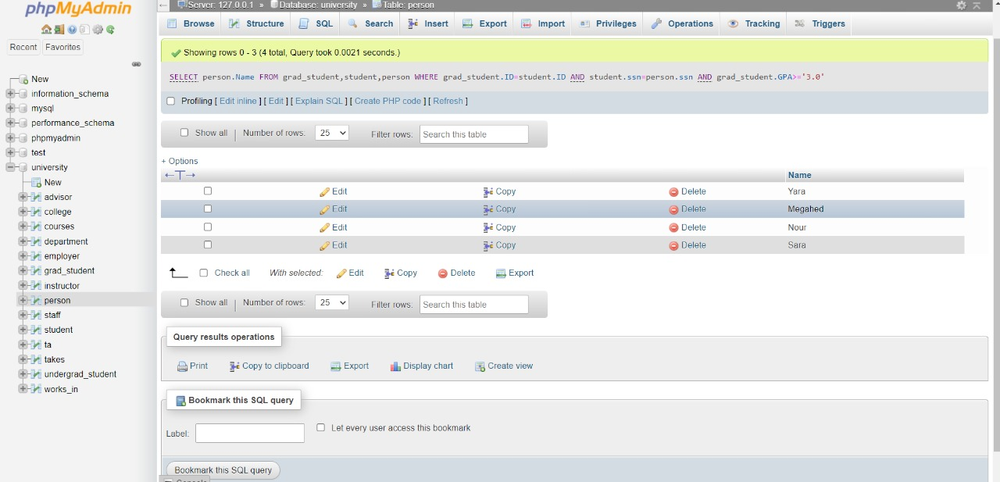 phpMyAdmin
Recent Favorites
New
information_schema
mysql
performance_schema
phpmyadmin
test
university
New
advisor
college
courses
department
employer
grad_student
instructor
person
staff
student
ta
takes
undergrad_student
works_in
Server: 127.0.0.1 » Database: university » Table: person
Browse Structure SQL Search Insert Export Import Privileges Operations Tracking Triggers
Showing rows 0 - 3 (4 total, Query took 0.0021 seconds.)
SELECT person.Name FROM grad_student,student,person WHERE grad_student.ID=student.ID AND student.ssn=person.ssn AND grad_student.GPA>='3.0'
Profiling [ Edit inline ] [ Edit ] [ Explain SQL ] [ Create PHP code ] [ Refresh ]
Show all | Number of rows: 25 Filter rows: Search this table
+ Options
←T→ Name
Edit Copy Delete Yara
Edit Copy Delete Megahed
Edit Copy Delete Nour
Edit Copy Delete Sara
Check all With selected: Edit Copy Delete Export
Show all | Number of rows: 25 Filter rows: Search this table
Query results operations
Print Copy to clipboard Export Display chart Create view
Bookmark this SQL query
Label: Let every user access this bookmark
Bookmark this SQL query
Console